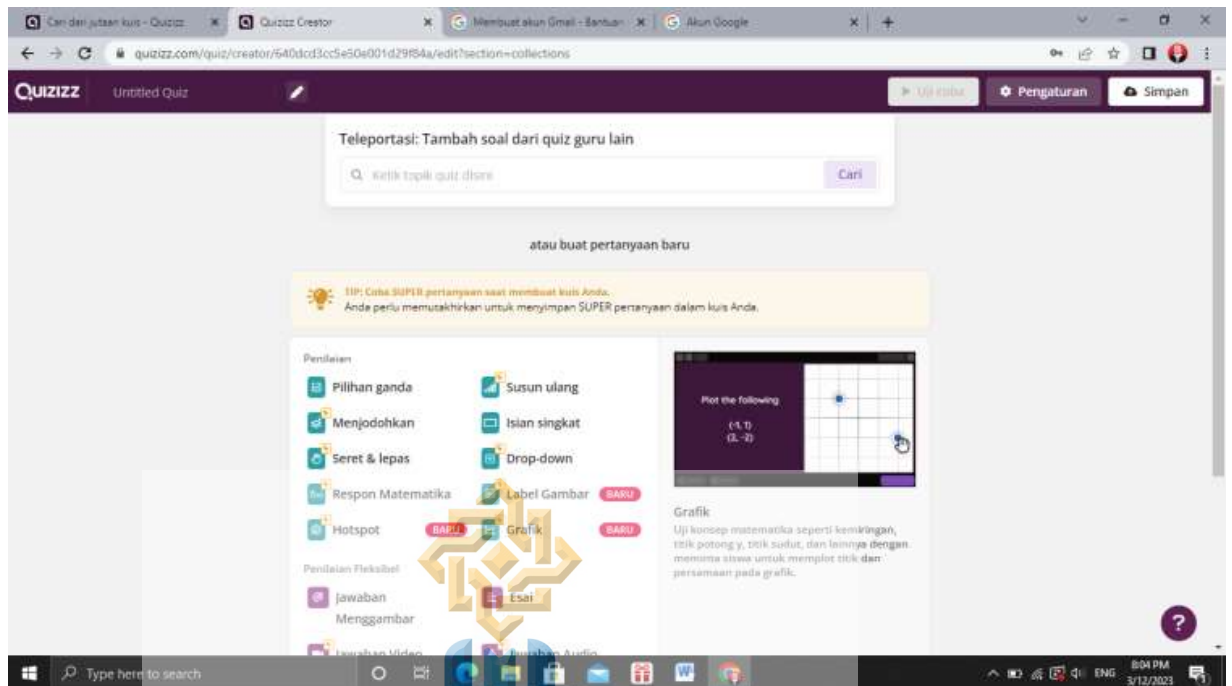 Cari dari jutaan kuis - Quizizz
Quizizz Creator
Membuat akun Gmail - Bantuan
Akun Google
quizizz.com/quiz/creator/640dcd3cc5e50e001d29f84a/edit?section=collections
QUIZIZZ
Untitled Quiz
Uji coba
Pengaturan
Simpan
Teleportasi: Tambah soal dari quiz guru lain
Ketik topik quiz disini
Cari
atau buat pertanyaan baru
TIP: Coba SUPER pertanyaan saat membuat kuis Anda.
Anda perlu memutakhirkan untuk menyimpan SUPER pertanyaan dalam kuis Anda.
Penilaian
Pilihan ganda
Susun ulang
Menjodohkan
Isian singkat
Seret & lepas
Drop-down
Respon Matematika
Label Gambar BARU
Hotspot BARU
Grafik BARU
Penilaian Fleksibel
Jawaban
Menggambar
Esai
Jawaban Video
Jawaban Audio
Plot the following
(-1, 1)
(2, -2)
Grafik
Uji konsep matematika seperti kemiringan,
titik potong y, titik sudut, dan lainnya dengan
meminta siswa untuk memplot titik dan
persamaan pada grafik.
?
Type here to search
ENG
8:04 PM
3/12/2023